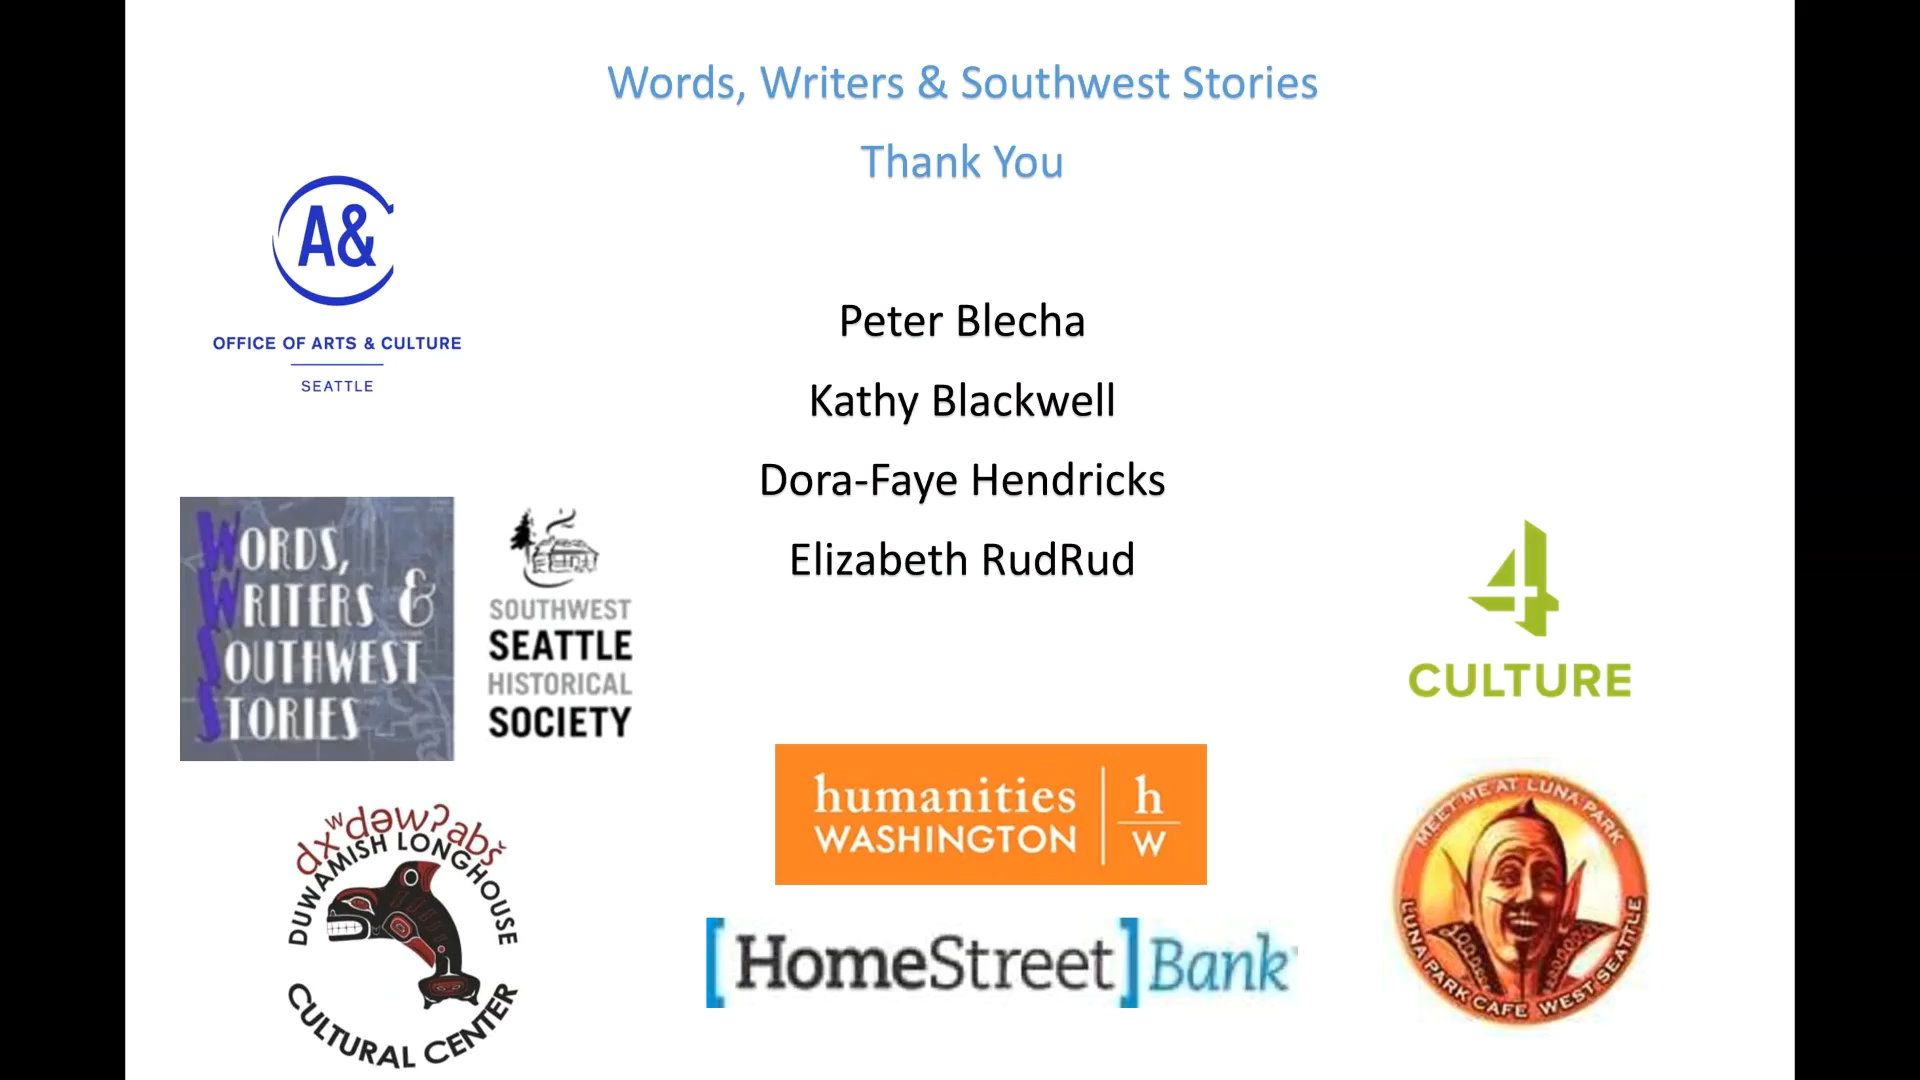 Words, Writers & Southwest Stories
Thank You
A&C
OFFICE OF ARTS & CULTURE
SEATTLE
Peter Blecha
Kathy Blackwell
Dora-Faye Hendricks
Elizabeth RudRud
WORDS,
WRITERS &
SOUTHWEST
STORIES
SOUTHWEST
SEATTLE
HISTORICAL
SOCIETY
4
CULTURE
humanities
WASHINGTON
h
w
dxʷdəwʔabš
DUWAMISH LONGHOUSE
CULTURAL CENTER
[HomeStreet]Bank
MEET ME AT LUNA PARK
LUNA PARK CAFE WEST SEATTLE